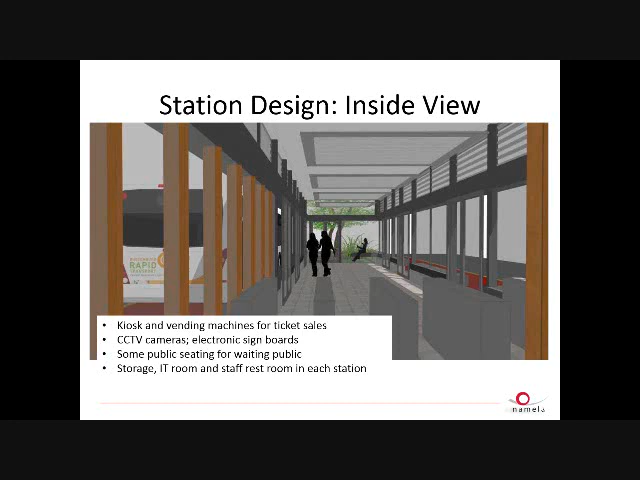 Station Design: Inside View
RAPID
TRANSPORT
• Kiosk and vending machines for ticket sales
• CCTV cameras; electronic sign boards
• Some public seating for waiting public
• Storage, IT room and staff rest room in each station
namela